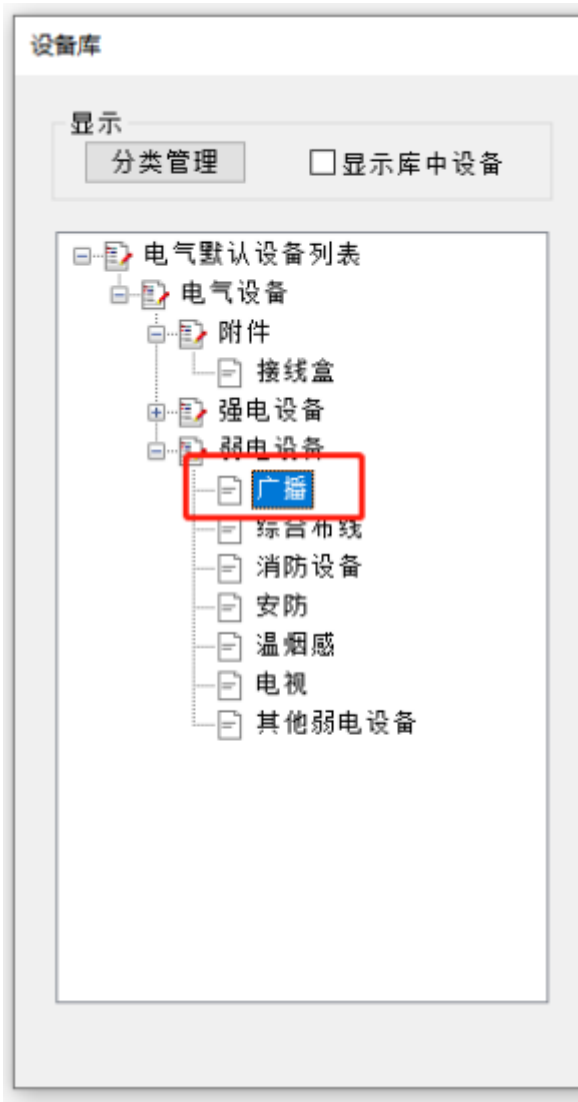 设备库
显示
分类管理
显示库中设备
电气默认设备列表
电气设备
附件
接线盒
强电设备
弱电设备
广播
综合布线
消防设备
安防
温烟感
电视
其他弱电设备